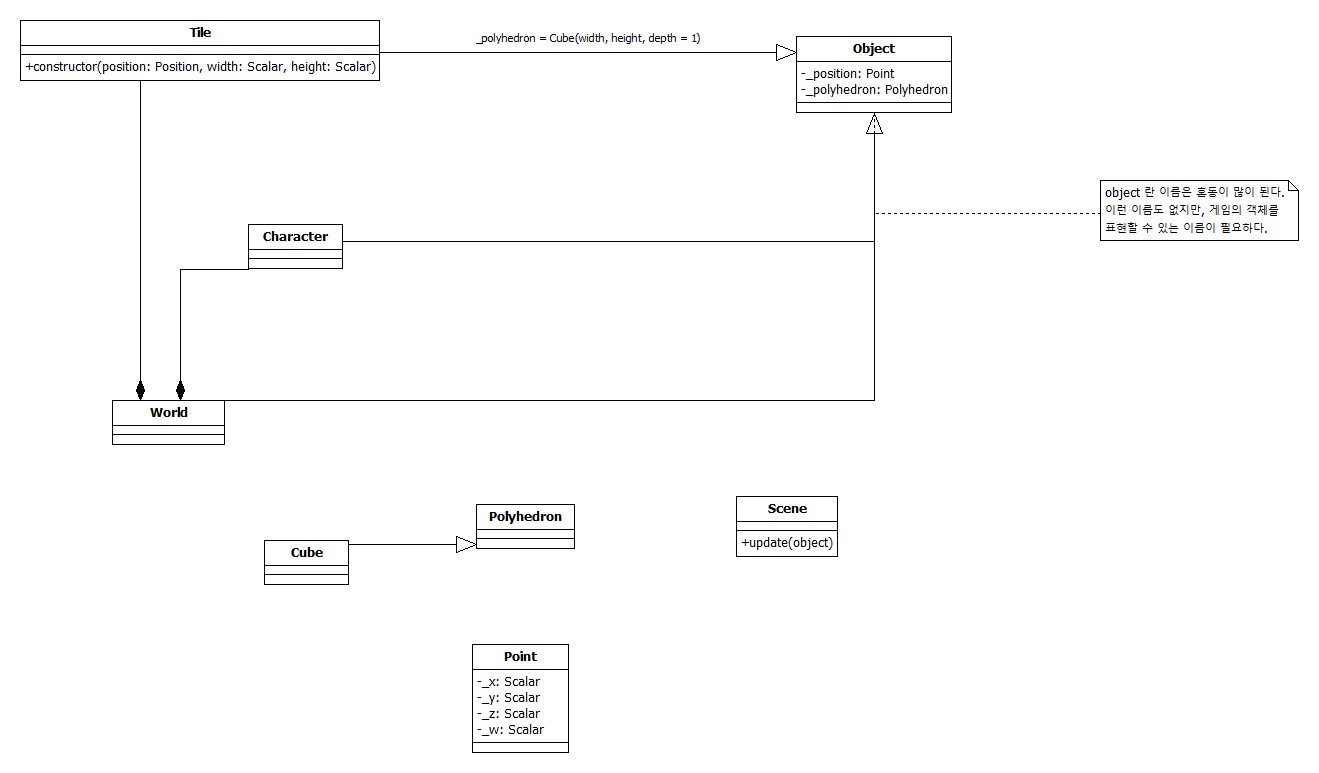 Tile
+constructor(position: Position, width: Scalar, height: Scalar)
_polyhedron = Cube(width, height, depth = 1)
Object
-_position: Point
-_polyhedron: Polyhedron
object 란 이름은 혼동이 많이 된다.
이런 이름도 없지만, 게임의 객체를
표현할 수 있는 이름이 필요하다.
Character
World
Polyhedron
Cube
Scene
+update(object)
Point
-_x: Scalar
-_y: Scalar
-_z: Scalar
-_w: Scalar